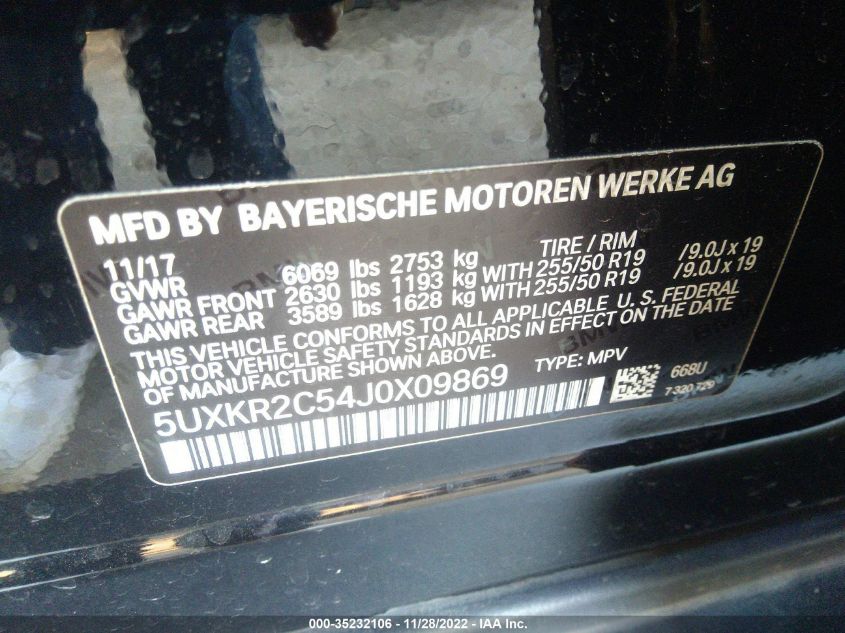 MFD BY BAYERISCHE MOTOREN WERKE AG
11/17 TIRE / RIM
GVWR 6069 lbs 2753 kg
GAWR FRONT 2630 lbs 1193 kg WITH 255/50 R19 /9.0J x 19
GAWR REAR 3589 lbs 1628 kg WITH 255/50 R19 /9.0J x 19
THIS VEHICLE CONFORMS TO ALL APPLICABLE U. S. FEDERAL
MOTOR VEHICLE SAFETY STANDARDS IN EFFECT ON THE DATE
OF MANUFACTURE SHOWN ABOVE. TYPE: MPV
5UXKR2C54J0X09869 668U
7 320 729
000-35232106 - 11/28/2022 - IAA Inc.